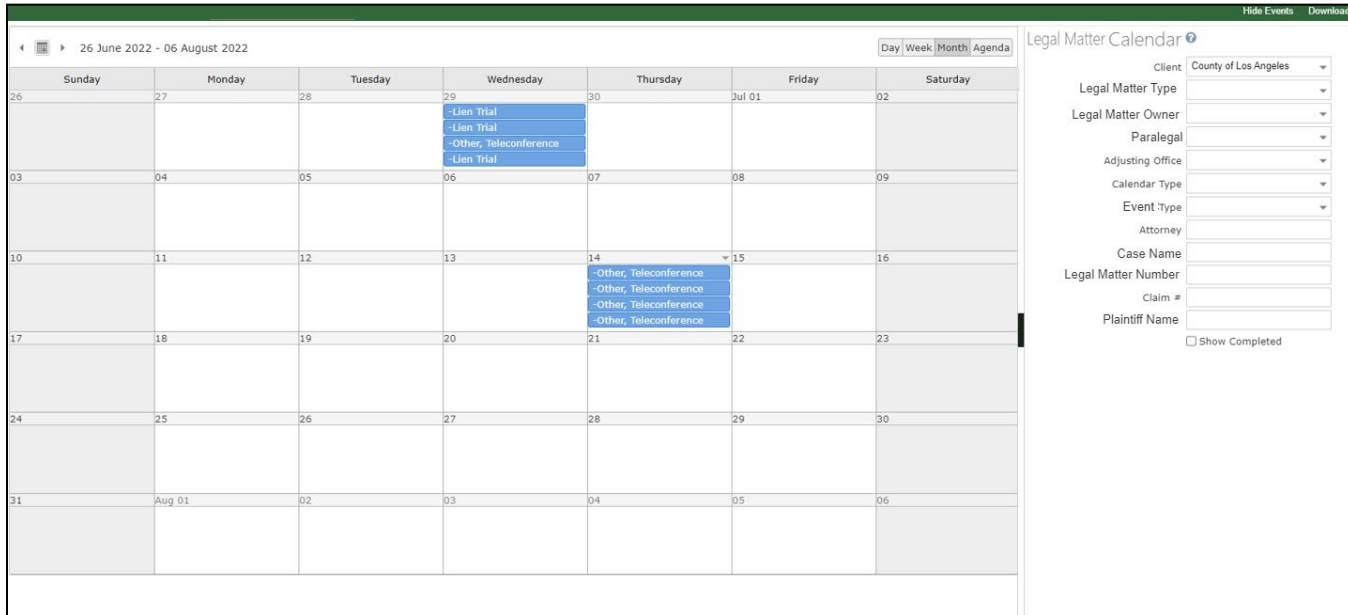 Hide Events Download
26 June 2022 - 06 August 2022
Day Week Month Agenda
Legal Matter Calendar ?
Sunday Monday Tuesday Wednesday Thursday Friday Saturday
26 27 28 29 30 Jul 01 02
-Lien Trial
-Lien Trial
-Other, Teleconference
-Lien Trial
03 04 05 06 07 08 09
10 11 12 13 14 15 16
-Other, Teleconference
-Other, Teleconference
-Other, Teleconference
-Other, Teleconference
17 18 19 20 21 22 23
24 25 26 27 28 29 30
31 Aug 01 02 03 04 05 06
Client County of Los Angeles
Legal Matter Type
Legal Matter Owner
Paralegal
Adjusting Office
Calendar Type
Event Type
Attorney
Case Name
Legal Matter Number
Claim #
Plaintiff Name
Show Completed